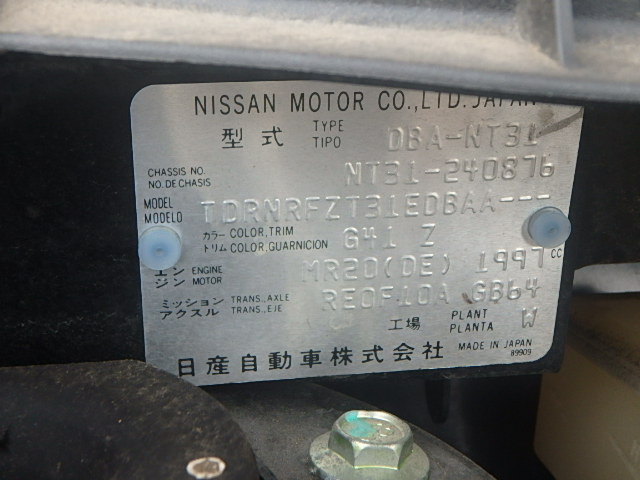 NISSAN MOTOR CO.,LTD.JAPAN
型式 TYPE TIPO DBA-NT31
CHASSIS NO. NO.DE CHASIS NT31-240876
MODEL MODELO TDRNRFZT31EDBAA---
カラー COLOR,TRIM
トリム COLOR,GUARNICION G41 Z
エンジン ENGINE MOTOR MR20(DE) 1997 CC
ミッション TRANS.,AXLE
アクスル TRANS.,EJE RE0F10A GB64
工場 PLANT PLANTA W
日産自動車株式会社 MADE IN JAPAN
89909